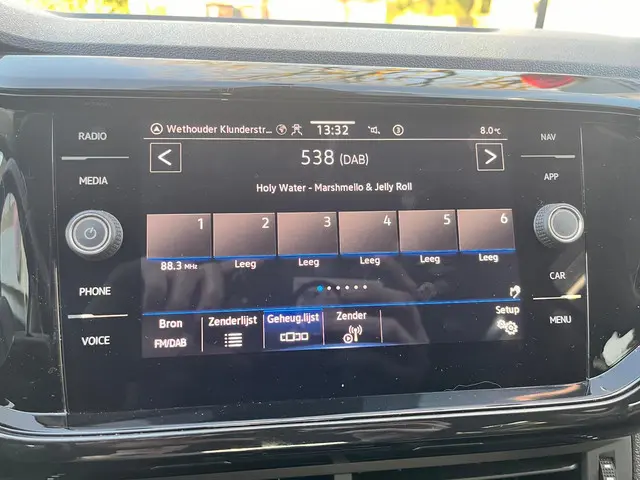 RADIO
MEDIA
PHONE
VOICE
Wethouder Klunderstr... 13:32 3 8.0°C
538 (DAB)
Holy Water - Marshmello & Jelly Roll
1 2 3 4 5 6
88.3 MHz Leeg Leeg Leeg Leeg Leeg
Bron Zenderlijst Geheug.lijst Zender Setup
FM/DAB
NAV
APP
CAR
MENU